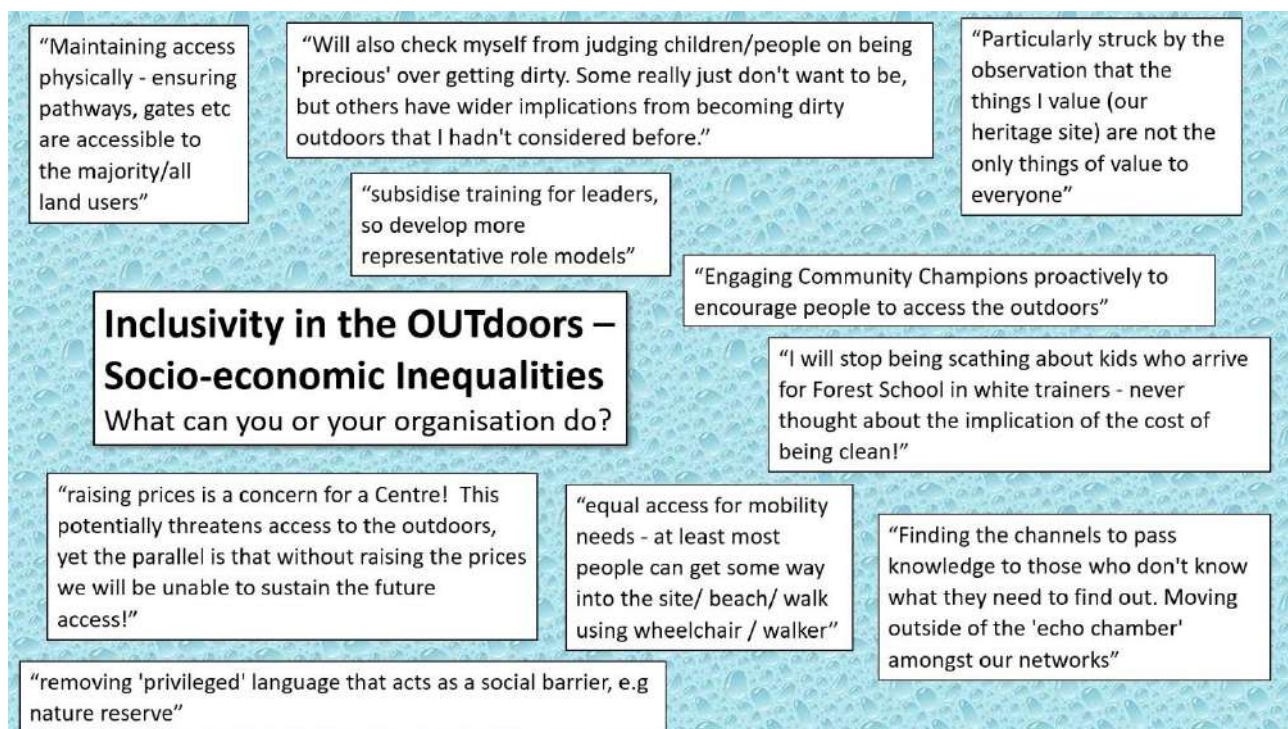 “Maintaining access
physically - ensuring
pathways, gates etc
are accessible to
the majority/all
land users”
“Will also check myself from judging children/people on being
'precious' over getting dirty. Some really just don't want to be,
but others have wider implications from becoming dirty
outdoors that I hadn't considered before.”
“Particularly struck by the
observation that the
things I value (our
heritage site) are not the
only things of value to
everyone”
“subsidise training for leaders,
so develop more
representative role models”
“Engaging Community Champions proactively to
encourage people to access the outdoors”
Inclusivity in the OUTdoors –
Socio-economic Inequalities
What can you or your organisation do?
“I will stop being scathing about kids who arrive
for Forest School in white trainers - never
thought about the implication of the cost of
being clean!”
“raising prices is a concern for a Centre! This
potentially threatens access to the outdoors,
yet the parallel is that without raising the prices
we will be unable to sustain the future
access!”
“equal access for mobility
needs - at least most
people can get some way
into the site/ beach/ walk
using wheelchair / walker”
“Finding the channels to pass
knowledge to those who don't know
what they need to find out. Moving
outside of the 'echo chamber'
amongst our networks”
“removing 'privileged' language that acts as a social barrier, e.g
nature reserve”